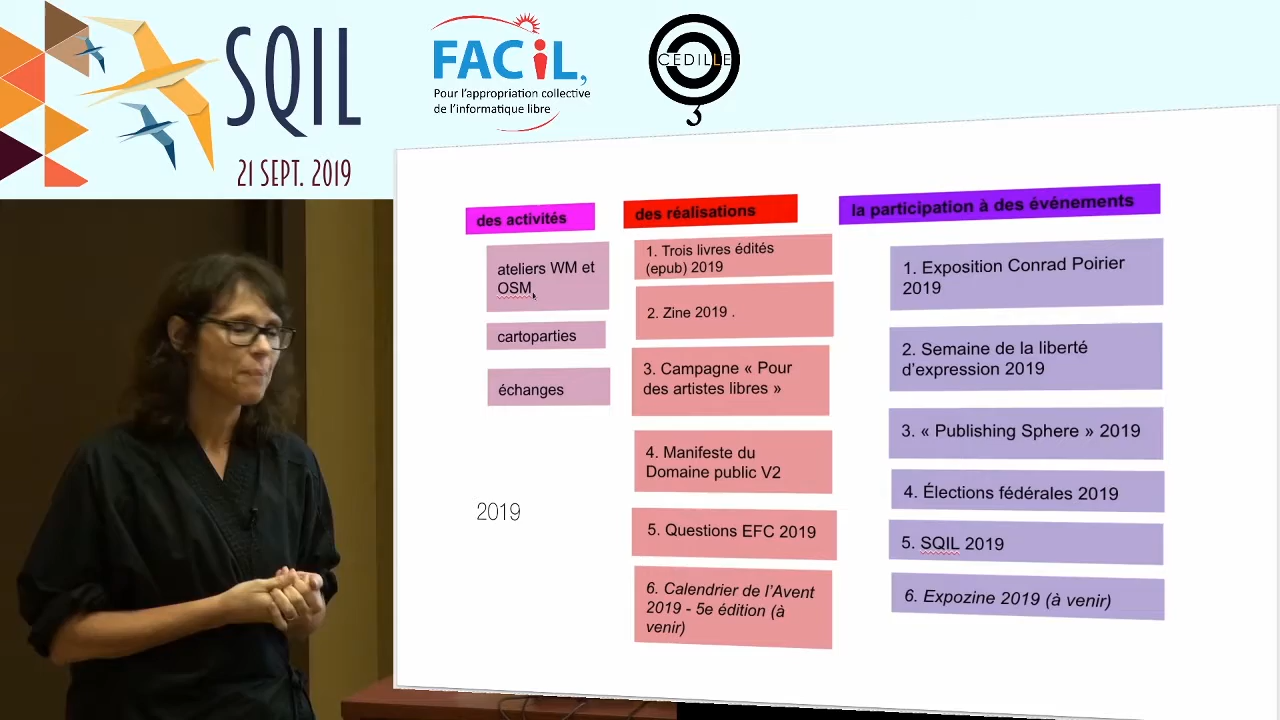 SQIL
21 SEPT. 2019
FACiL,
Pour l'appropriation collective
de l'informatique libre
CEDILLE
3
des activités
ateliers WM et
OSM
cartoparties
échanges
2019
des réalisations
1. Trois livres édités
(epub) 2019
2. Zine 2019 .
3. Campagne « Pour
des artistes libres »
4. Manifeste du
Domaine public V2
5. Questions EFC 2019
6. Calendrier de l'Avent
2019 - 5e édition (à
venir)
la participation à des événements
1. Exposition Conrad Poirier
2019
2. Semaine de la liberté
d'expression 2019
3. « Publishing Sphere » 2019
4. Élections fédérales 2019
5. SQIL 2019
6. Expozine 2019 (à venir)